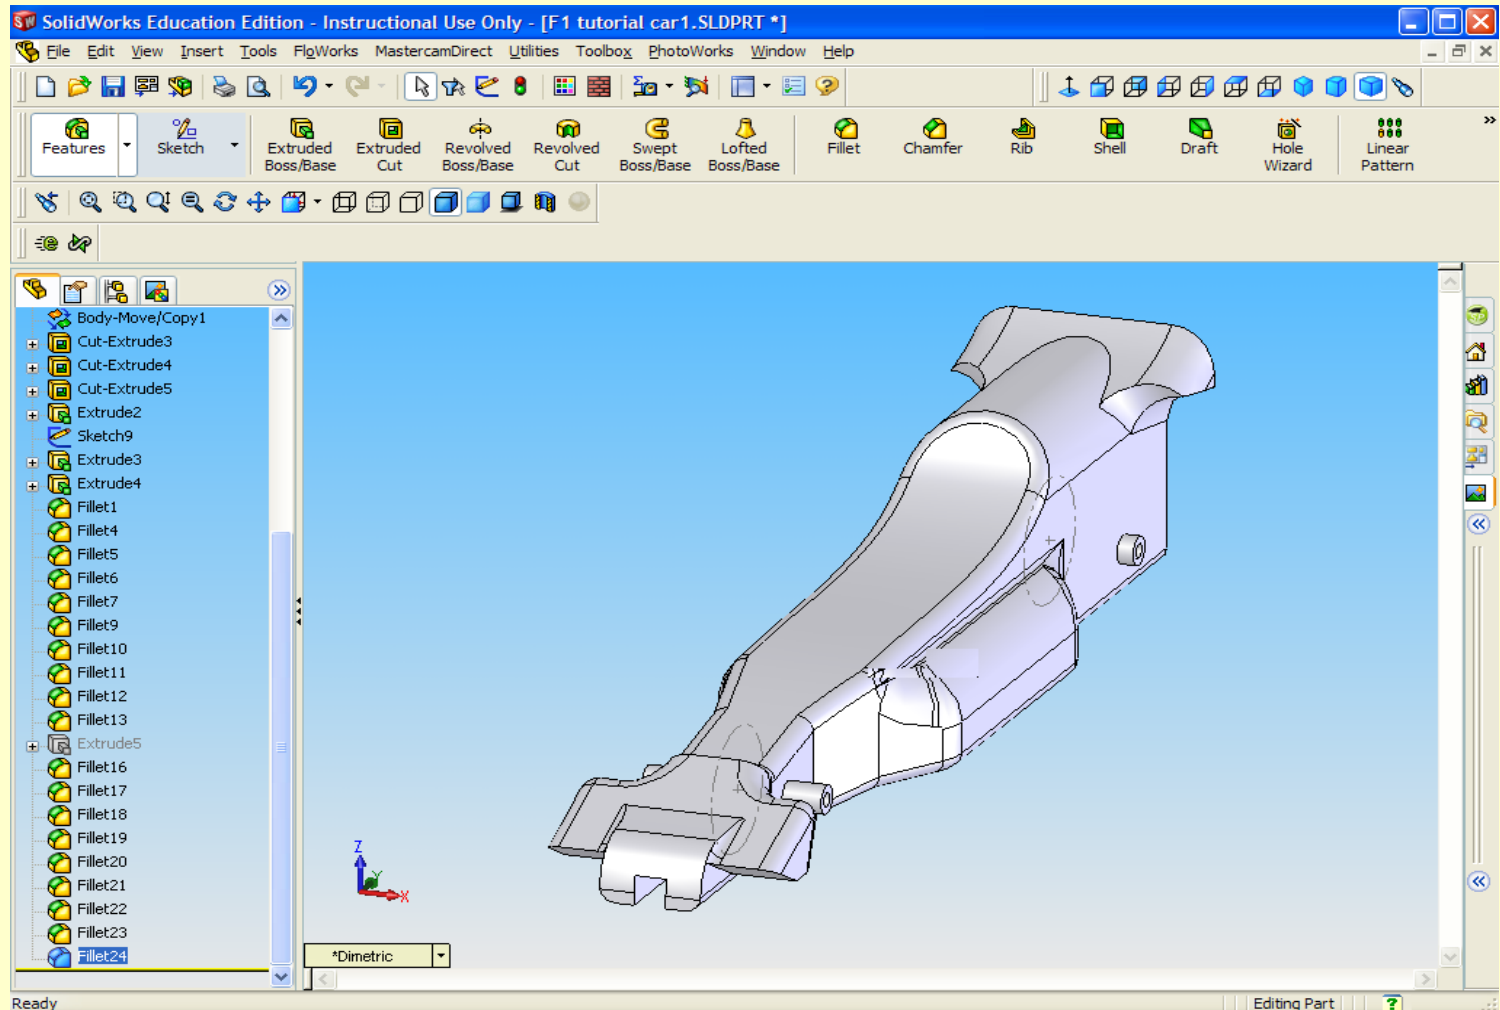 SolidWorks Education Edition - Instructional Use Only - [F1 tutorial car1.SLDPRT *]
File Edit View Insert Tools FloWorks MastercamDirect Utilities Toolbox PhotoWorks Window Help
Features Sketch Extruded Boss/Base Extruded Cut Revolved Boss/Base Revolved Cut Swept Boss/Base Lofted Boss/Base Fillet Chamfer Rib Shell Draft Hole Wizard Linear Pattern
Body-Move/Copy1
Cut-Extrude3
Cut-Extrude4
Cut-Extrude5
Extrude2
Sketch9
Extrude3
Extrude4
Fillet1
Fillet4
Fillet5
Fillet6
Fillet7
Fillet9
Fillet10
Fillet11
Fillet12
Fillet13
Extrude5
Fillet16
Fillet17
Fillet18
Fillet19
Fillet20
Fillet21
Fillet22
Fillet23
Fillet24
Z
Y
X
*Dimetric
Ready
Editing Part